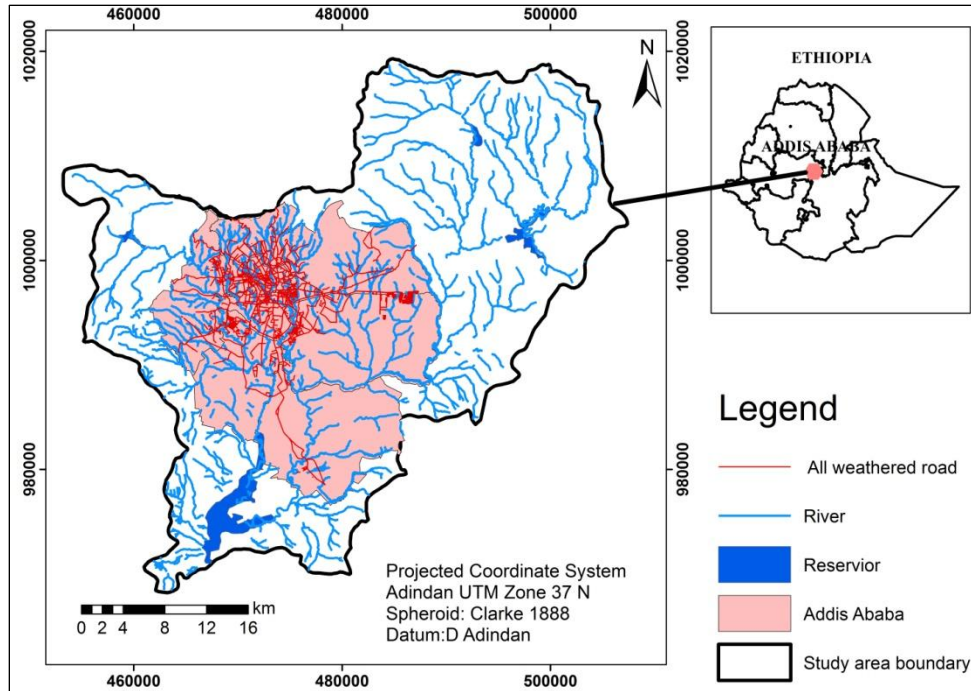 460000
480000
500000
1020000
1000000
980000
N
ETHIOPIA
ADDIS ABABA
1020000
1000000
980000
Legend
All weathered road
River
Reservior
Addis Ababa
Study area boundary
Projected Coordinate System
Adindan UTM Zone 37 N
Spheroid: Clarke 1888
Datum:D Adindan
km
0 2 4 8 12 16
460000
480000
500000